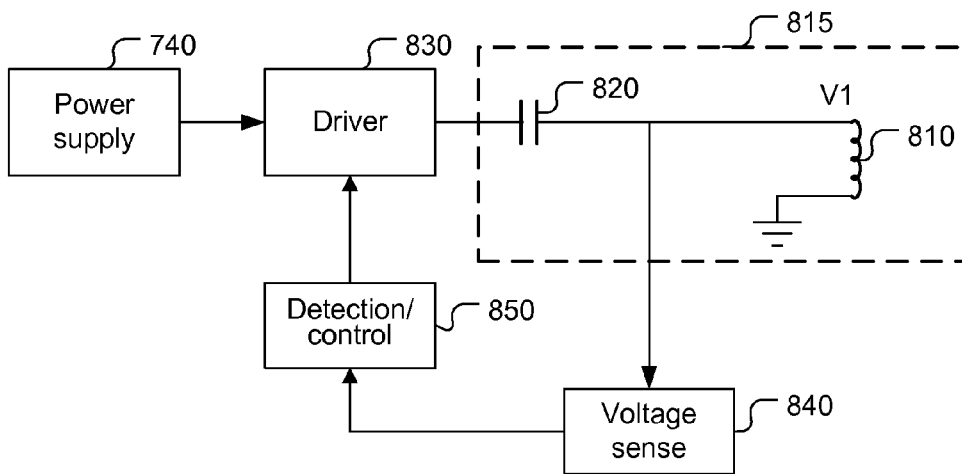 740
830
815
Power
supply
Driver
820
V1
810
Detection/
control
850
Voltage
sense
840